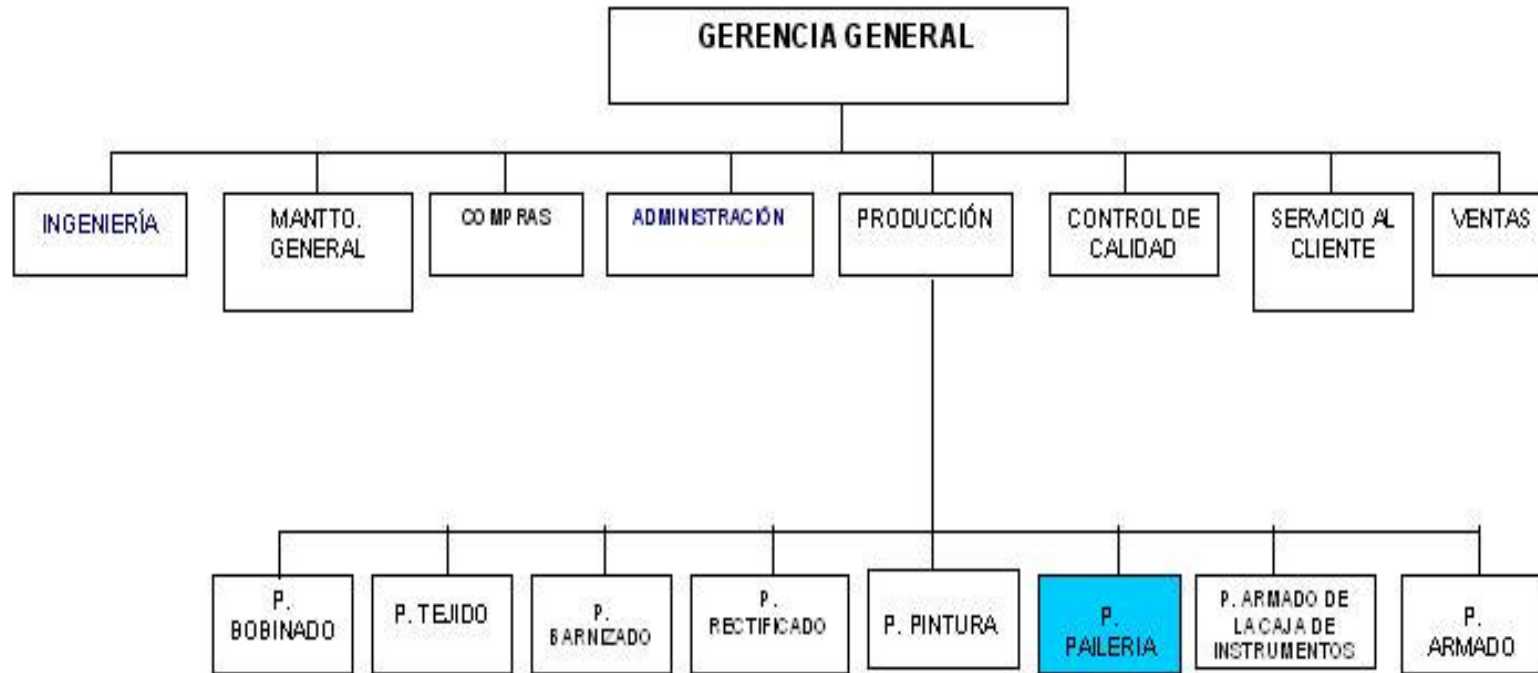 GERENCIA GENERAL
INGENIERÍA
MANTTO.
GENERAL
COMPRAS
ADMINISTRACIÓN
PRODUCCIÓN
CONTROL DE
CALIDAD
SERVICIO AL
CLIENTE
VENTAS
P.
BOBINADO
P. TEJIDO
P.
BARNIZADO
P.
RECTIFICADO
P. PINTURA
P.
PAILERIA
P. ARMADO DE
LA CAJA DE
INSTRUMENTOS
P.
ARMADO